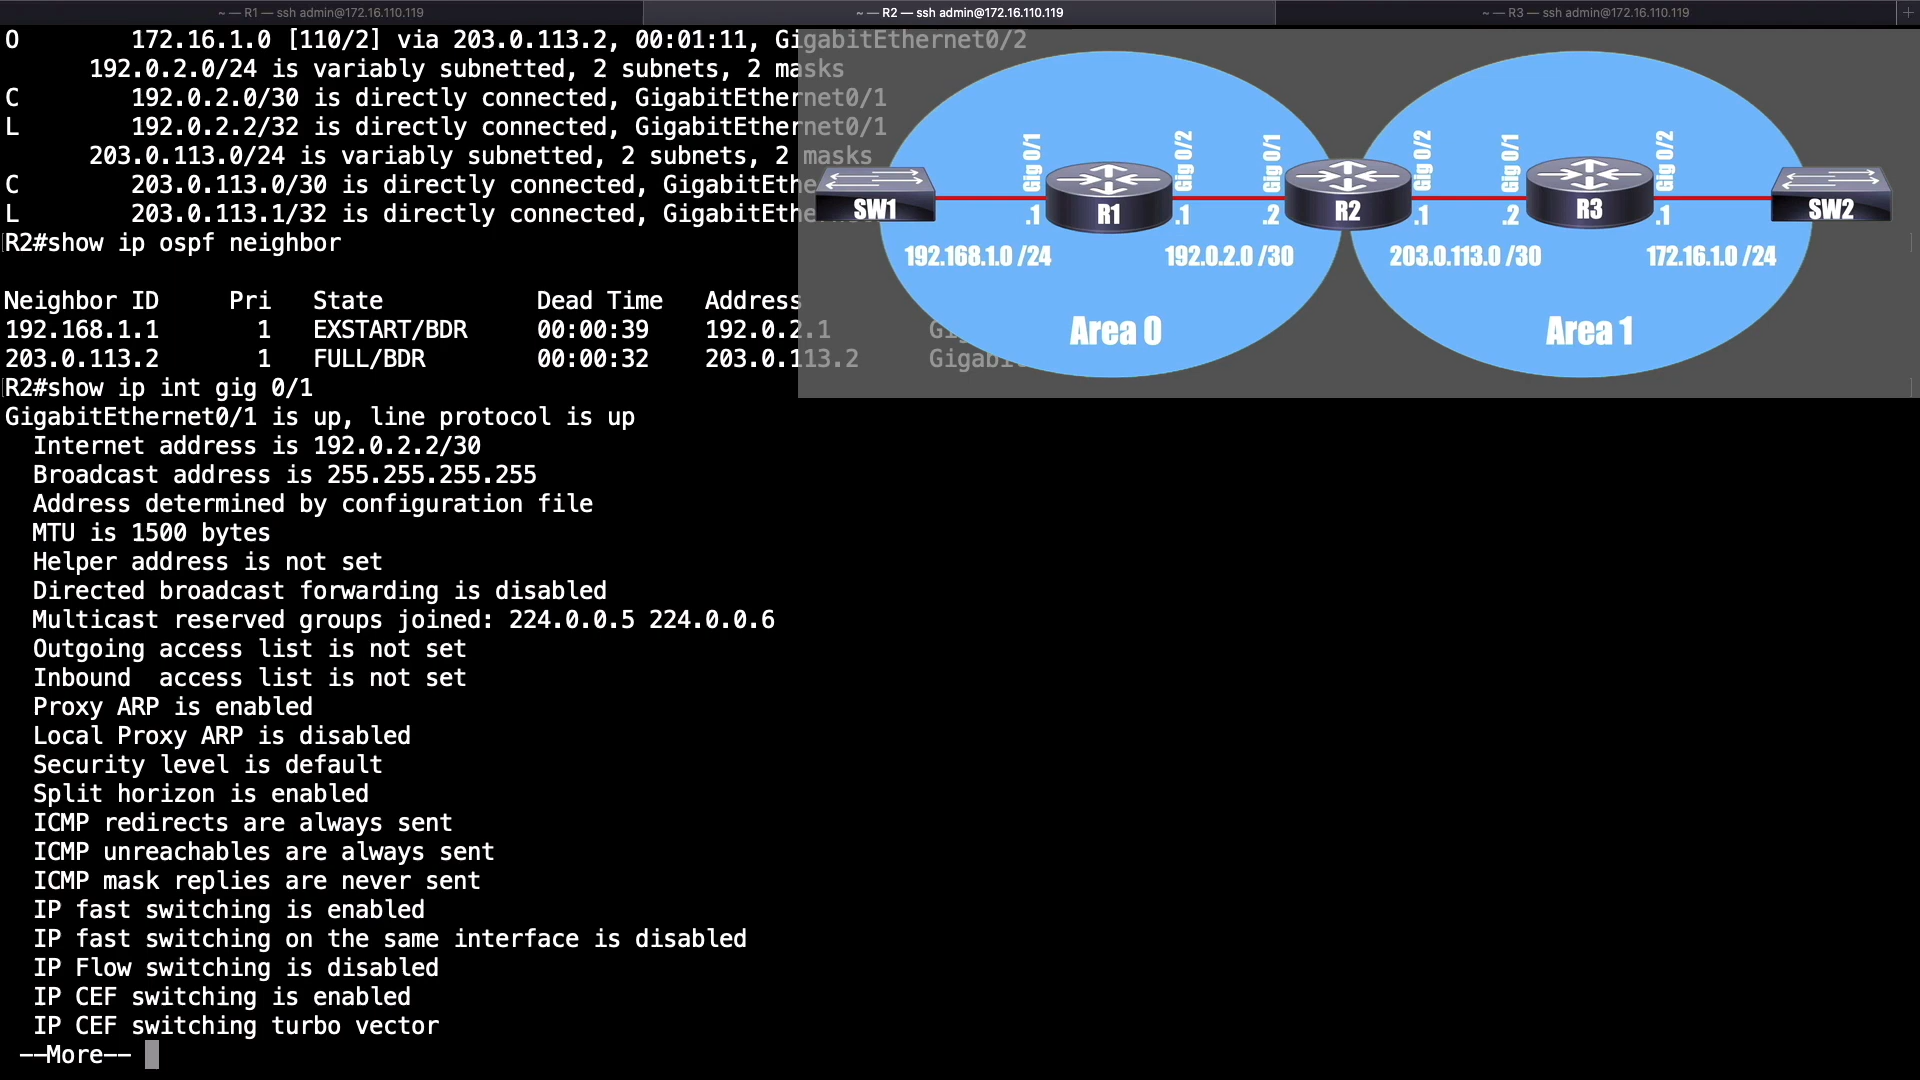 ~ — R1 — ssh admin@172.16.110.119
~ — R2 — ssh admin@172.16.110.119
~ — R3 — ssh admin@172.16.110.119
O        172.16.1.0 [110/2] via 203.0.113.2, 00:01:11, GigabitEthernet0/2
192.0.2.0/24 is variably subnetted, 2 subnets, 2 masks
C        192.0.2.0/30 is directly connected, GigabitEthernet0/1
L        192.0.2.2/32 is directly connected, GigabitEthernet0/1
203.0.113.0/24 is variably subnetted, 2 subnets, 2 masks
C        203.0.113.0/30 is directly connected, GigabitEthe
L        203.0.113.1/32 is directly connected, GigabitEthe
R2#show ip ospf neighbor
Neighbor ID     Pri   State           Dead Time   Address
192.168.1.1       1   EXSTART/BDR     00:00:39    192.0.2.1
203.0.113.2       1   FULL/BDR        00:00:32    203.0.113.2
R2#show ip int gig 0/1
GigabitEthernet0/1 is up, line protocol is up
Internet address is 192.0.2.2/30
Broadcast address is 255.255.255.255
Address determined by configuration file
MTU is 1500 bytes
Helper address is not set
Directed broadcast forwarding is disabled
Multicast reserved groups joined: 224.0.0.5 224.0.0.6
Outgoing access list is not set
Inbound  access list is not set
Proxy ARP is enabled
Local Proxy ARP is disabled
Security level is default
Split horizon is enabled
ICMP redirects are always sent
ICMP unreachables are always sent
ICMP mask replies are never sent
IP fast switching is enabled
IP fast switching on the same interface is disabled
IP Flow switching is disabled
IP CEF switching is enabled
IP CEF switching turbo vector
--More--
Gig 0/1
Gig 0/2
Gig 0/1
Gig 0/2
Gig 0/1
Gig 0/2
SW1
.1
R1
.1
.2
R2
.1
.2
R3
.1
SW2
192.168.1.0 /24
192.0.2.0 /30
203.0.113.0 /30
172.16.1.0 /24
Area 0
Area 1